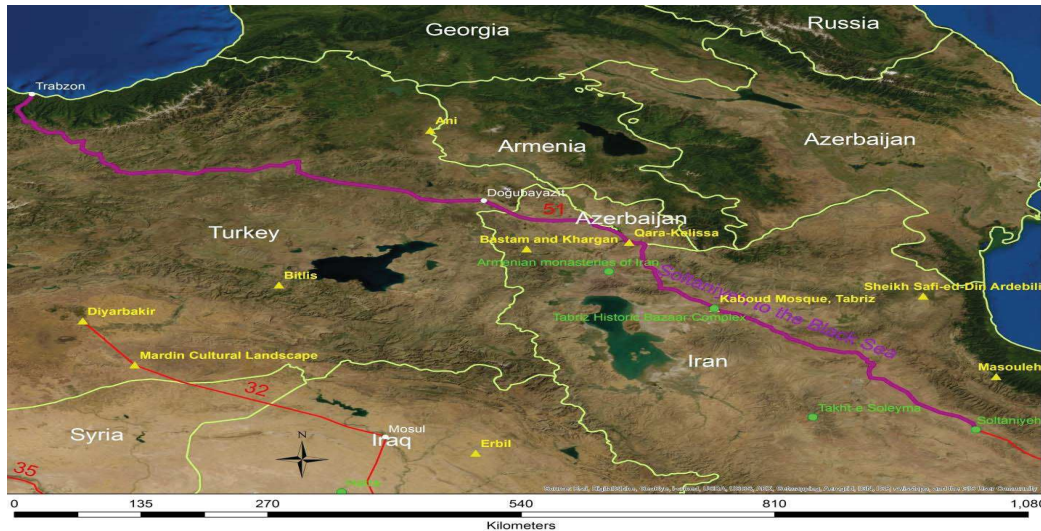 Russia
Georgia
Trabzon
Ani
Armenia
Azerbaijan
Doğubayazıt
51
Azerbaijan
Turkey
Bastam and Khargan
Qara-Kelissa
Armenian monasteries of Iran
Bitlis
Sheikh Safi-ed-Din Ardebili
Soltaniyeh to the Black Sea
Kaboud Mosque, Tabriz
Tabriz Historic Bazaar Complex
Diyarbakir
Mardin Cultural Landscape
Iran
Masouleh
32
Takht-e Soleyma
Soltaniyeh
Syria
Mosul
Iraq
N
Erbil
35
0 135 270 540 810 1,080
Kilometers